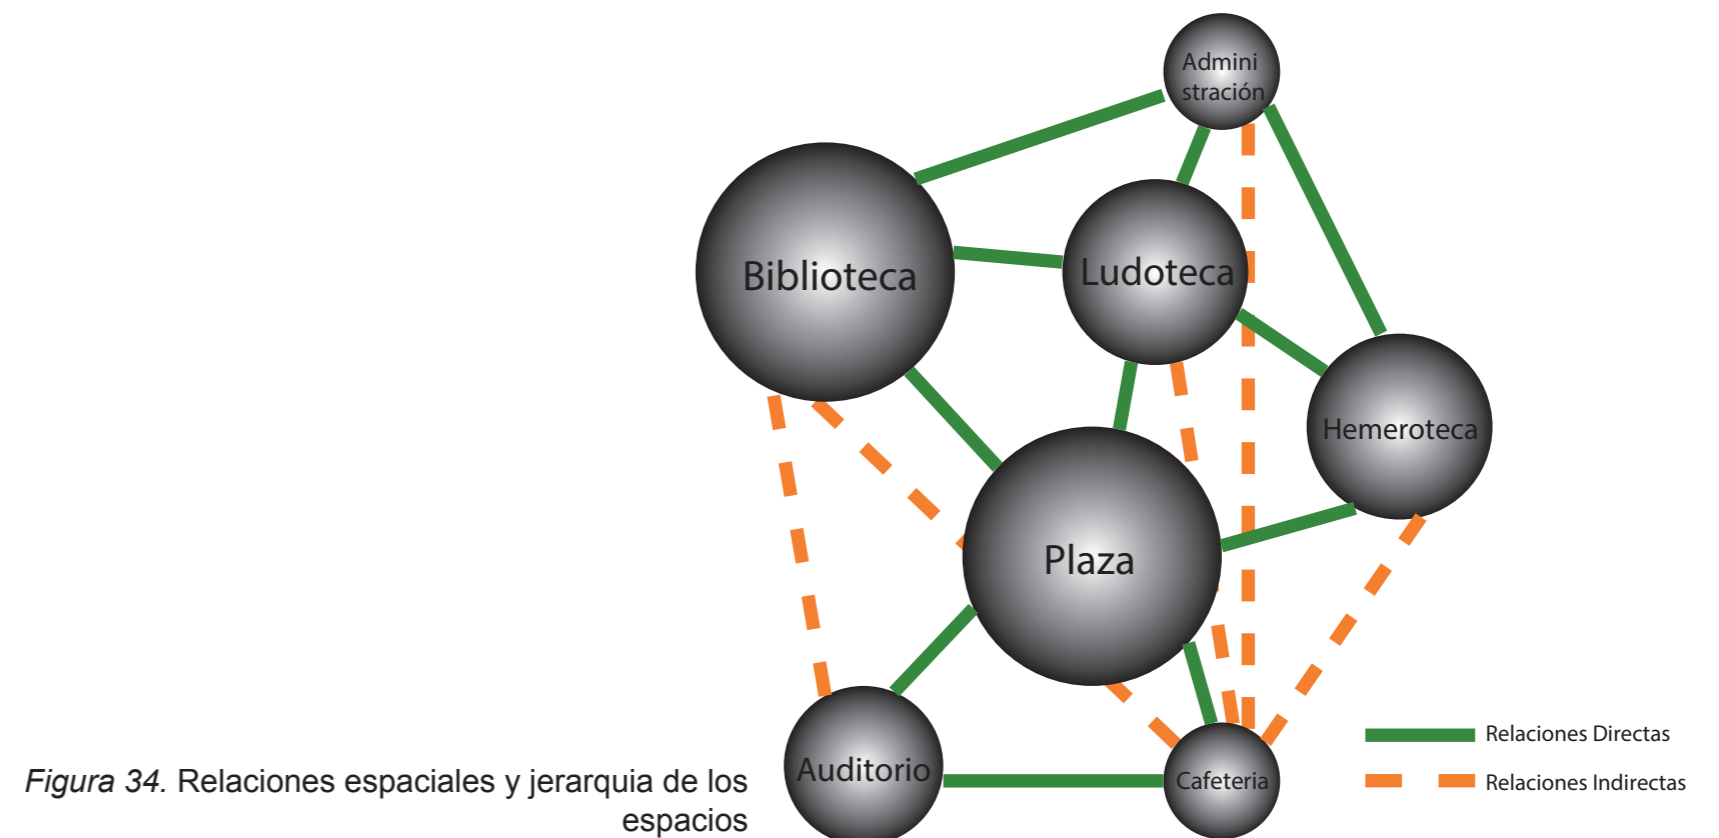 Admini
stración
Biblioteca
Ludoteca
Hemeroteca
Plaza
Auditorio
Cafeteria
Relaciones Directas
Relaciones Indirectas
Figura 34. Relaciones espaciales y jerarquia de los
espacios